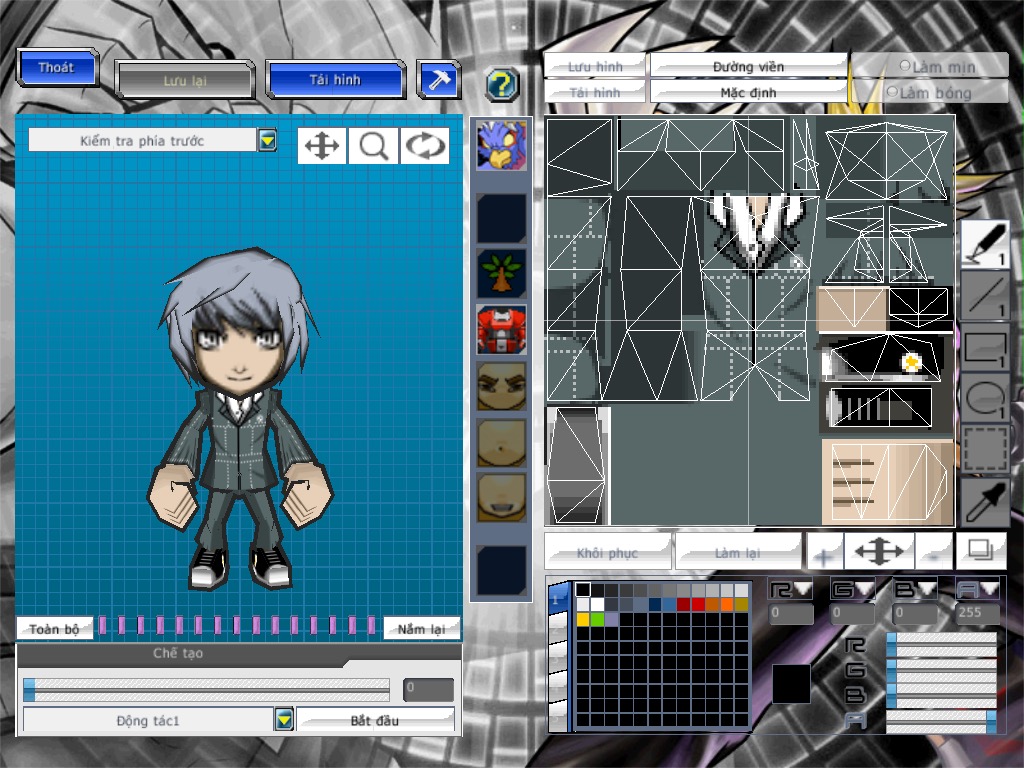 Thoát
Lưu lại
Tải hình
?
Lưu hình
Đường viền
Làm mịn
Tải hình
Mặc định
Làm bóng
Kiểm tra phía trước
1
1
1
1
Khôi phục
Làm lại
+
-
1
R
G
B
A
0
0
0
255
R
G
B
A
Toàn bộ
Nắm lại
Chế tạo
0
Động tác1
Bắt đầu